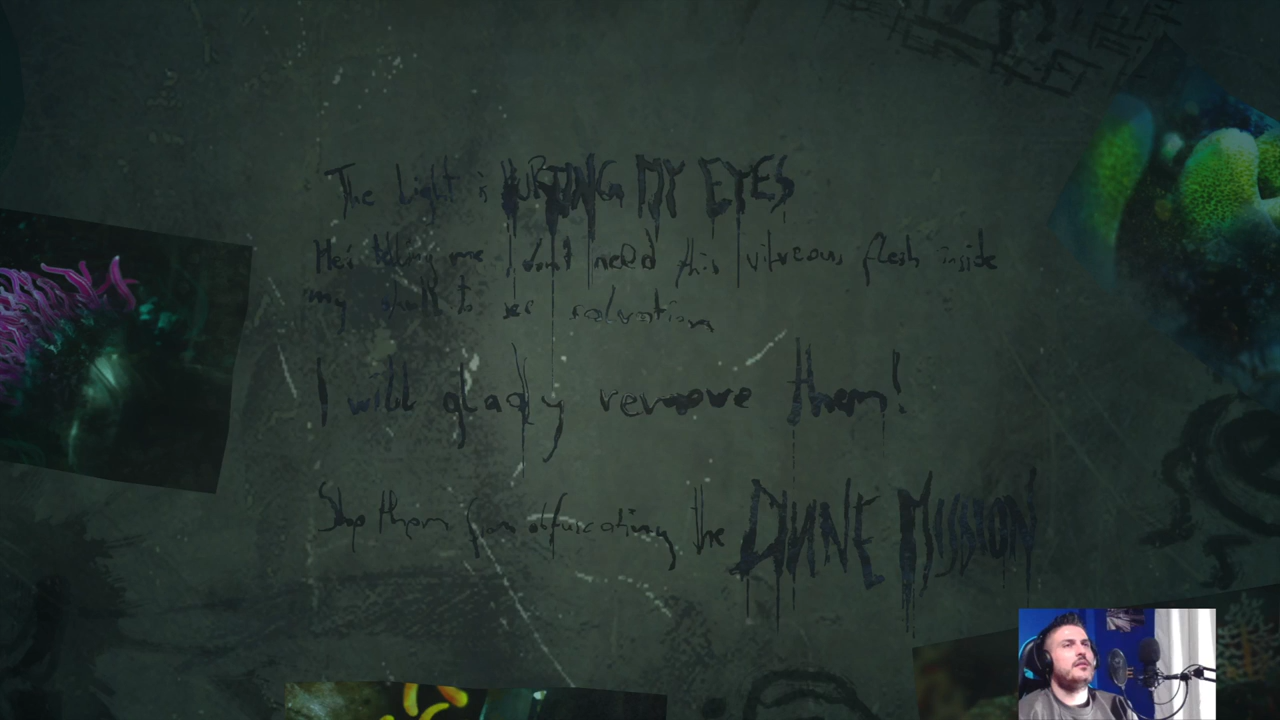 The Light is HURTING MY EYES
He's telling me I don't need this vitreous flesh inside
my skull to see salvation
I will glady remove them!
Stop them from obfuscating the DIVINE MISSION